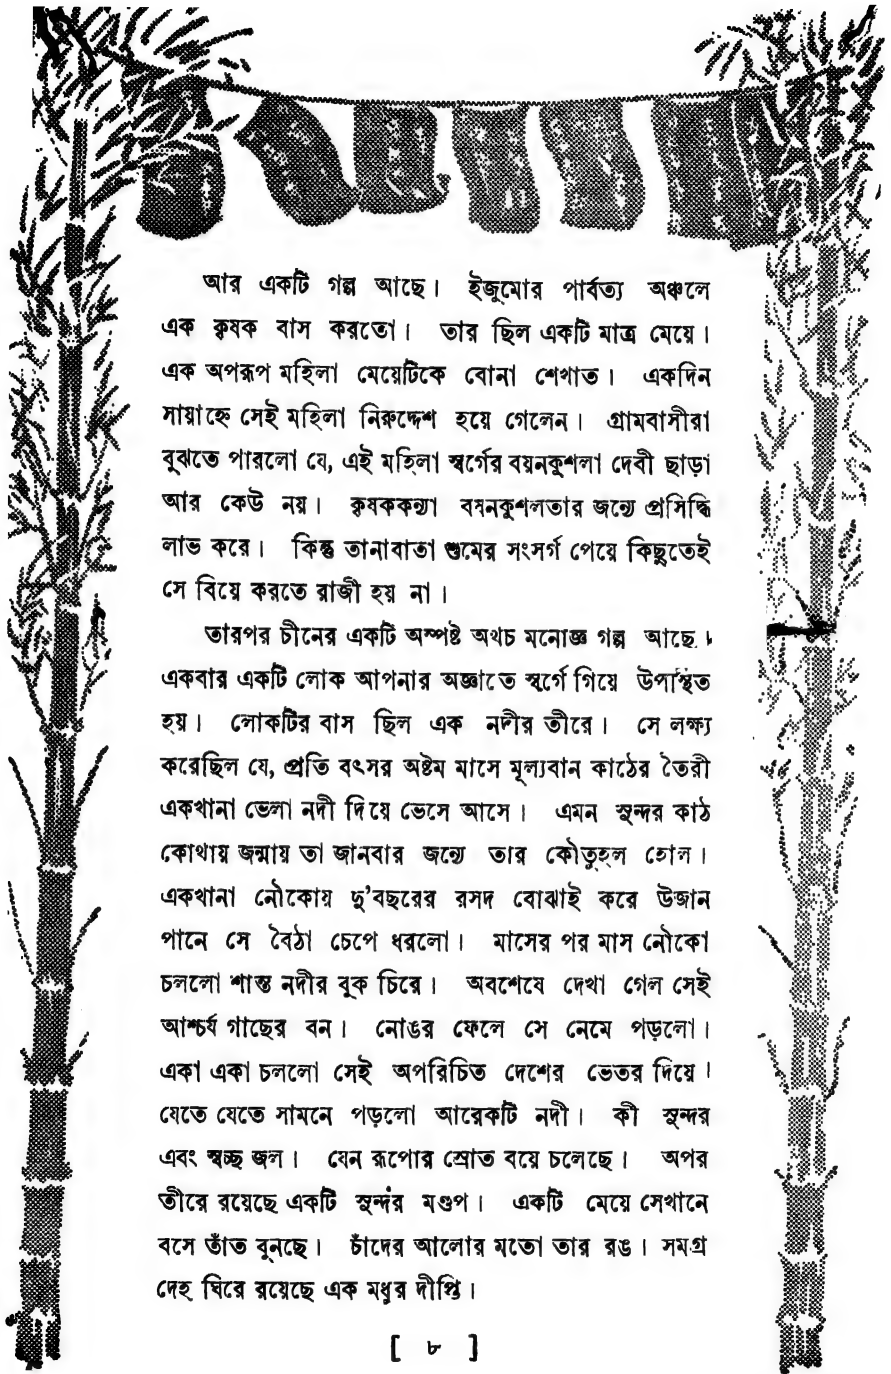 আর একটি গল্প আছে। ইজুমোর পার্বত্য অঞ্চলে
এক কৃষক বাস করতো। তার ছিল একটি মাত্র মেয়ে।
এক অপরূপ মহিলা মেয়েটিকে বোনা শেখাত। একদিন
সায়াহ্নে সেই মহিলা নিরুদ্দেশ হয়ে গেলেন। গ্রামবাসীরা
বুঝতে পারলো যে, এই মহিলা স্বর্গের বয়নকুশলা দেবী ছাড়া
আর কেউ নয়। কৃষককন্যা বয়নকুশলতার জন্যে প্রসিদ্ধি
লাভ করে। কিন্তু তানাবাতা শুমের সংসর্গ পেয়ে কিছুতেই
সে বিয়ে করতে রাজী হয় না।
তারপর চীনের একটি অস্পষ্ট অথচ মনোজ্ঞ গল্প আছে।
একবার একটি লোক আপনার অজ্ঞাতে স্বর্গে গিয়ে উপস্থিত
হয়। লোকটির বাস ছিল এক নদীর তীরে। সে লক্ষ্য
করেছিল যে, প্রতি বৎসর অষ্টম মাসে মূল্যবান কাঠের তৈরী
একখানা ভেলা নদী দিয়ে ভেসে আসে। এমন সুন্দর কাঠ
কোথায় জন্মায় তা জানবার জন্যে তার কৌতুহল হোল।
একখানা নৌকোয় দু'বছরের রসদ বোঝাই করে উজান
পানে সে বৈঠা চেপে ধরলো। মাসের পর মাস নৌকো
চললো শান্ত নদীর বুক চিরে। অবশেষে দেখা গেল সেই
আশ্চর্য গাছের বন। নোঙর ফেলে সে নেমে পড়লো।
একা একা চললো সেই অপরিচিত দেশের ভেতর দিয়ে।
যেতে যেতে সামনে পড়লো আরেকটি নদী। কী সুন্দর
এবং স্বচ্ছ জল। যেন রূপোর স্রোত বয়ে চলেছে। অপর
তীরে রয়েছে একটি সুন্দর মণ্ডপ। একটি মেয়ে সেখানে
বসে তাঁত বুনছে। চাঁদের আলোর মতো তার রঙ। সমগ্র
দেহ ঘিরে রয়েছে এক মধুর দীপ্তি।
[ ৮ ]